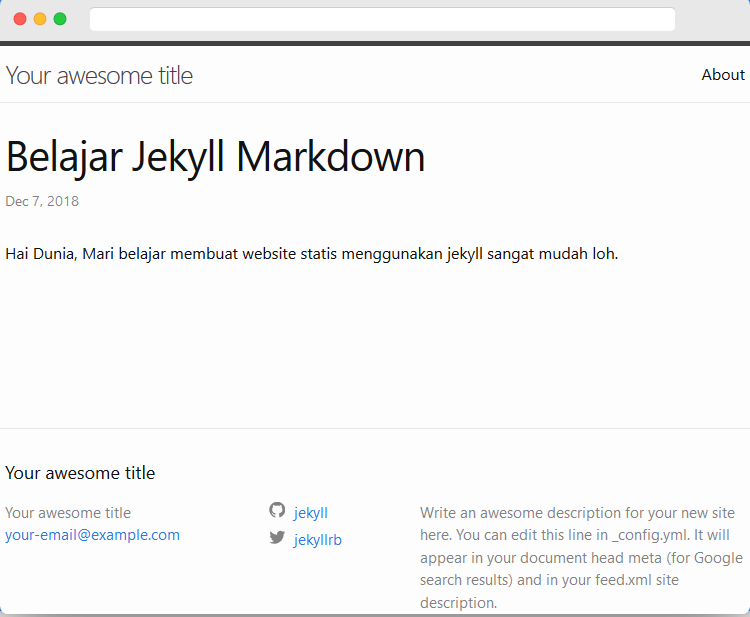 Your awesome title
About
Belajar Jekyll Markdown
Dec 7, 2018
Hai Dunia, Mari belajar membuat website statis menggunakan jekyll sangat mudah loh.
Your awesome title
Your awesome title
your-email@example.com
jekyll
jekyllrb
Write an awesome description for your new site
here. You can edit this line in _config.yml. It will
appear in your document head meta (for Google
search results) and in your feed.xml site
description.